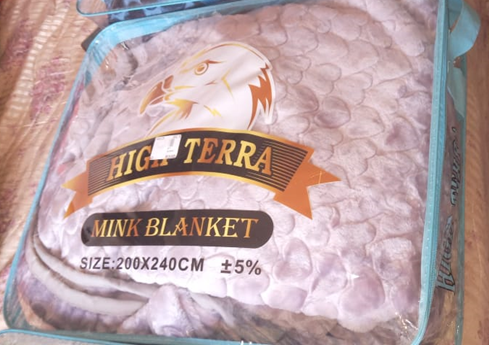 HIGH TERRA
MINK BLANKET
SIZE:200X240CM ±5%